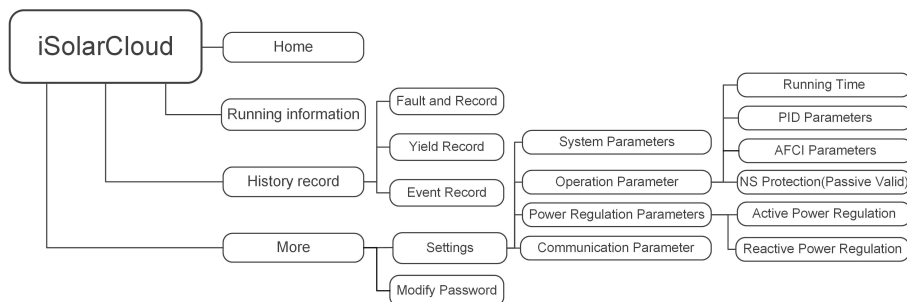 iSolarCloud
Home
Running information
History record
Fault and Record
Yield Record
Event Record
More
Settings
System Parameters
Operation Parameter
Running Time
PID Parameters
AFCI Parameters
NS Protection(Passive Valid)
Power Regulation Parameters
Active Power Regulation
Reactive Power Regulation
Communication Parameter
Modify Password